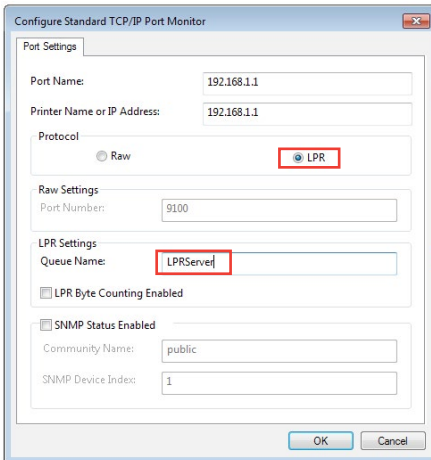 Configure Standard TCP/IP Port Monitor
Port Settings
Port Name: 192.168.1.1
Printer Name or IP Address: 192.168.1.1
Protocol
Raw LPR
Raw Settings
Port Number: 9100
LPR Settings
Queue Name: LPRServer
LPR Byte Counting Enabled
SNMP Status Enabled
Community Name: public
SNMP Device Index: 1
OK Cancel